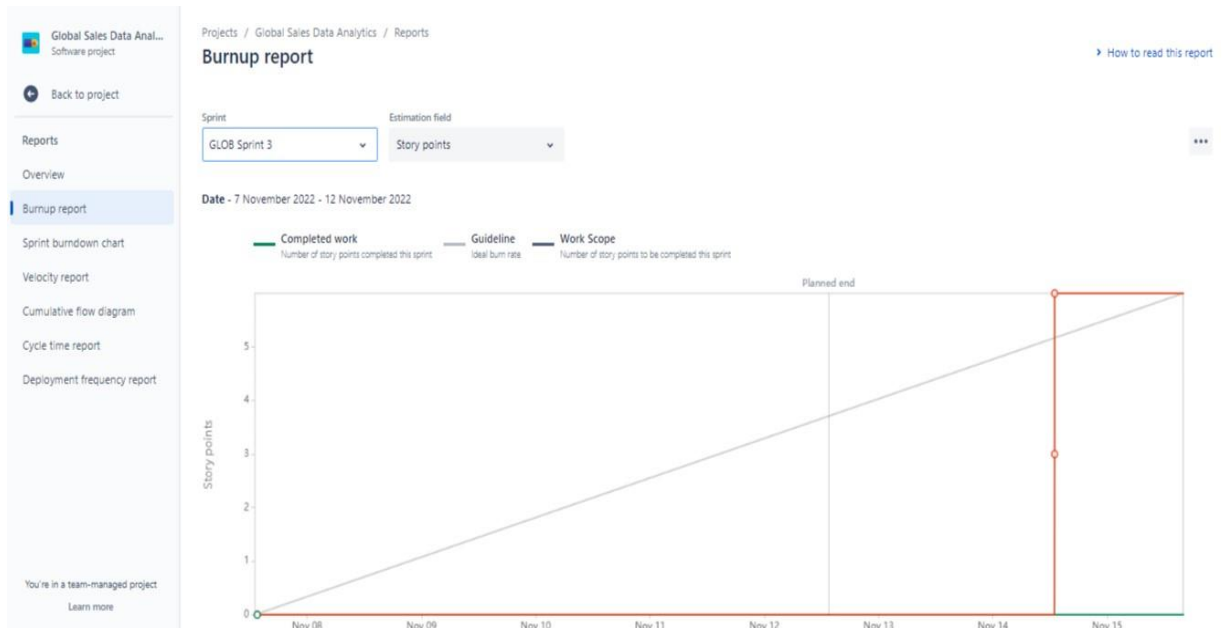 Global Sales Data Anal...
Software project
Back to project
Reports
Overview
Burnup report
Sprint burndown chart
Velocity report
Cumulative flow diagram
Cycle time report
Deployment frequency report
You're in a team-managed project
Learn more
Projects / Global Sales Data Analytics / Reports
Burnup report
How to read this report
Sprint
Estimation field
GLOB Sprint 3
Story points
Date - 7 November 2022 - 12 November 2022
Completed work
Number of story points completed this sprint
Guideline
Ideal burn rate
Work Scope
Number of story points to be completed this sprint
Planned end
Story points
5
4
3
2
1
0
Nov 08 Nov 09 Nov 10 Nov 11 Nov 12 Nov 13 Nov 14 Nov 15